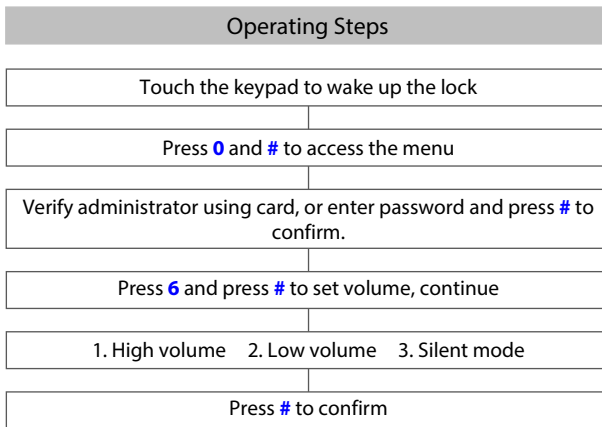 Operating Steps
Touch the keypad to wake up the lock
Press 0 and # to access the menu
Verify administrator using card, or enter password and press # to
confirm.
Press 6 and press # to set volume, continue
1. High volume 2. Low volume 3. Silent mode
Press # to confirm